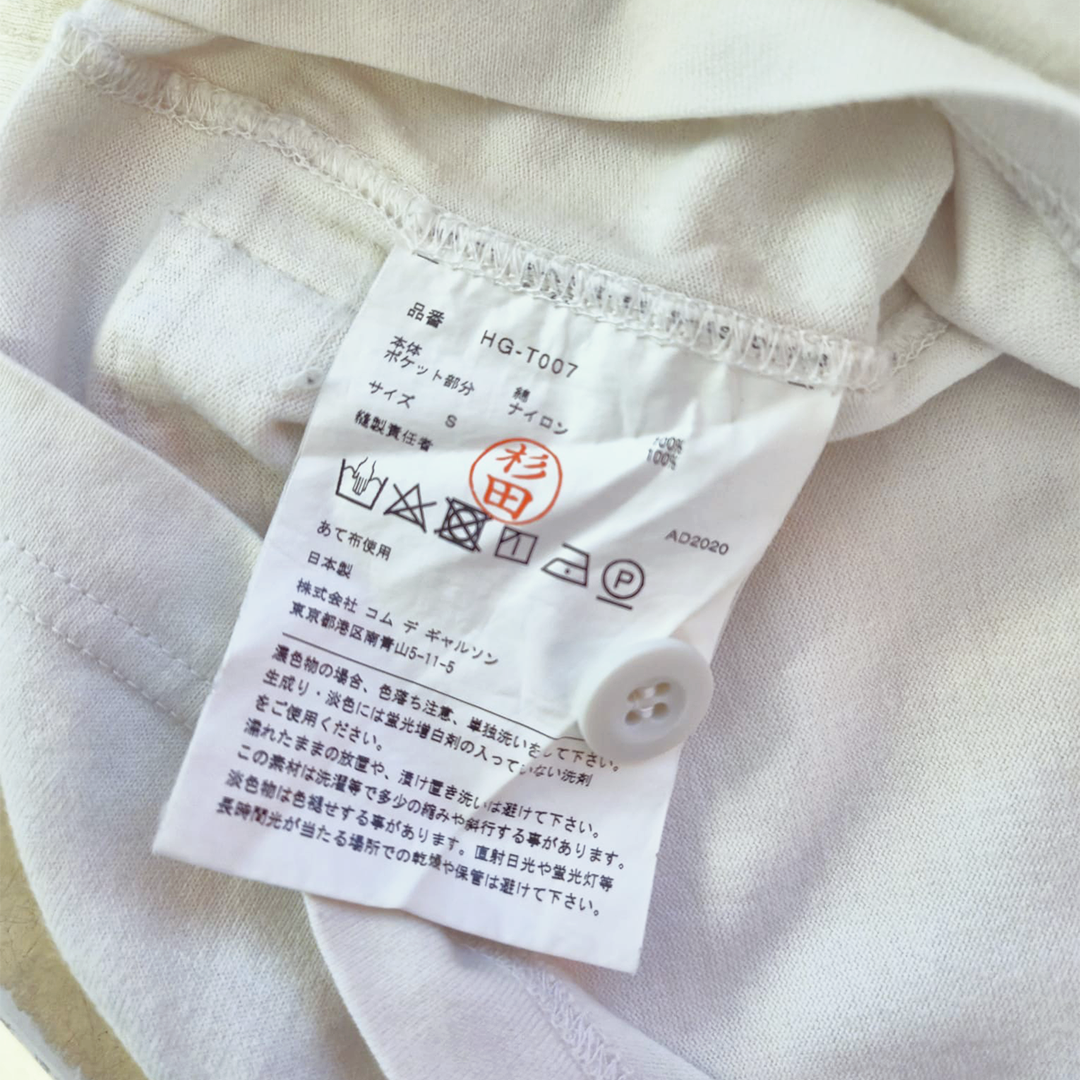 品番 HG-T007
本体 綿 100%
ポケット部分 ナイロン 100%
サイズ S
縫製責任者 杉田
AD2020
P
あて布使用
日本製
株式会社 コム デ ギャルソン
東京都港区南青山5-11-5
濃色物の場合、色落ち注意、単独洗いをして下さい。
生成り・淡色には蛍光増白剤の入っていない洗剤
をご使用ください。
濡れたままの放置や、漬け置き洗いは避けて下さい。
この素材は洗濯等で多少の縮みや斜行する事があります。
淡色物は色褪せする事があります。直射日光や蛍光灯等
長時間光が当たる場所での乾燥や保管は避けて下さい。